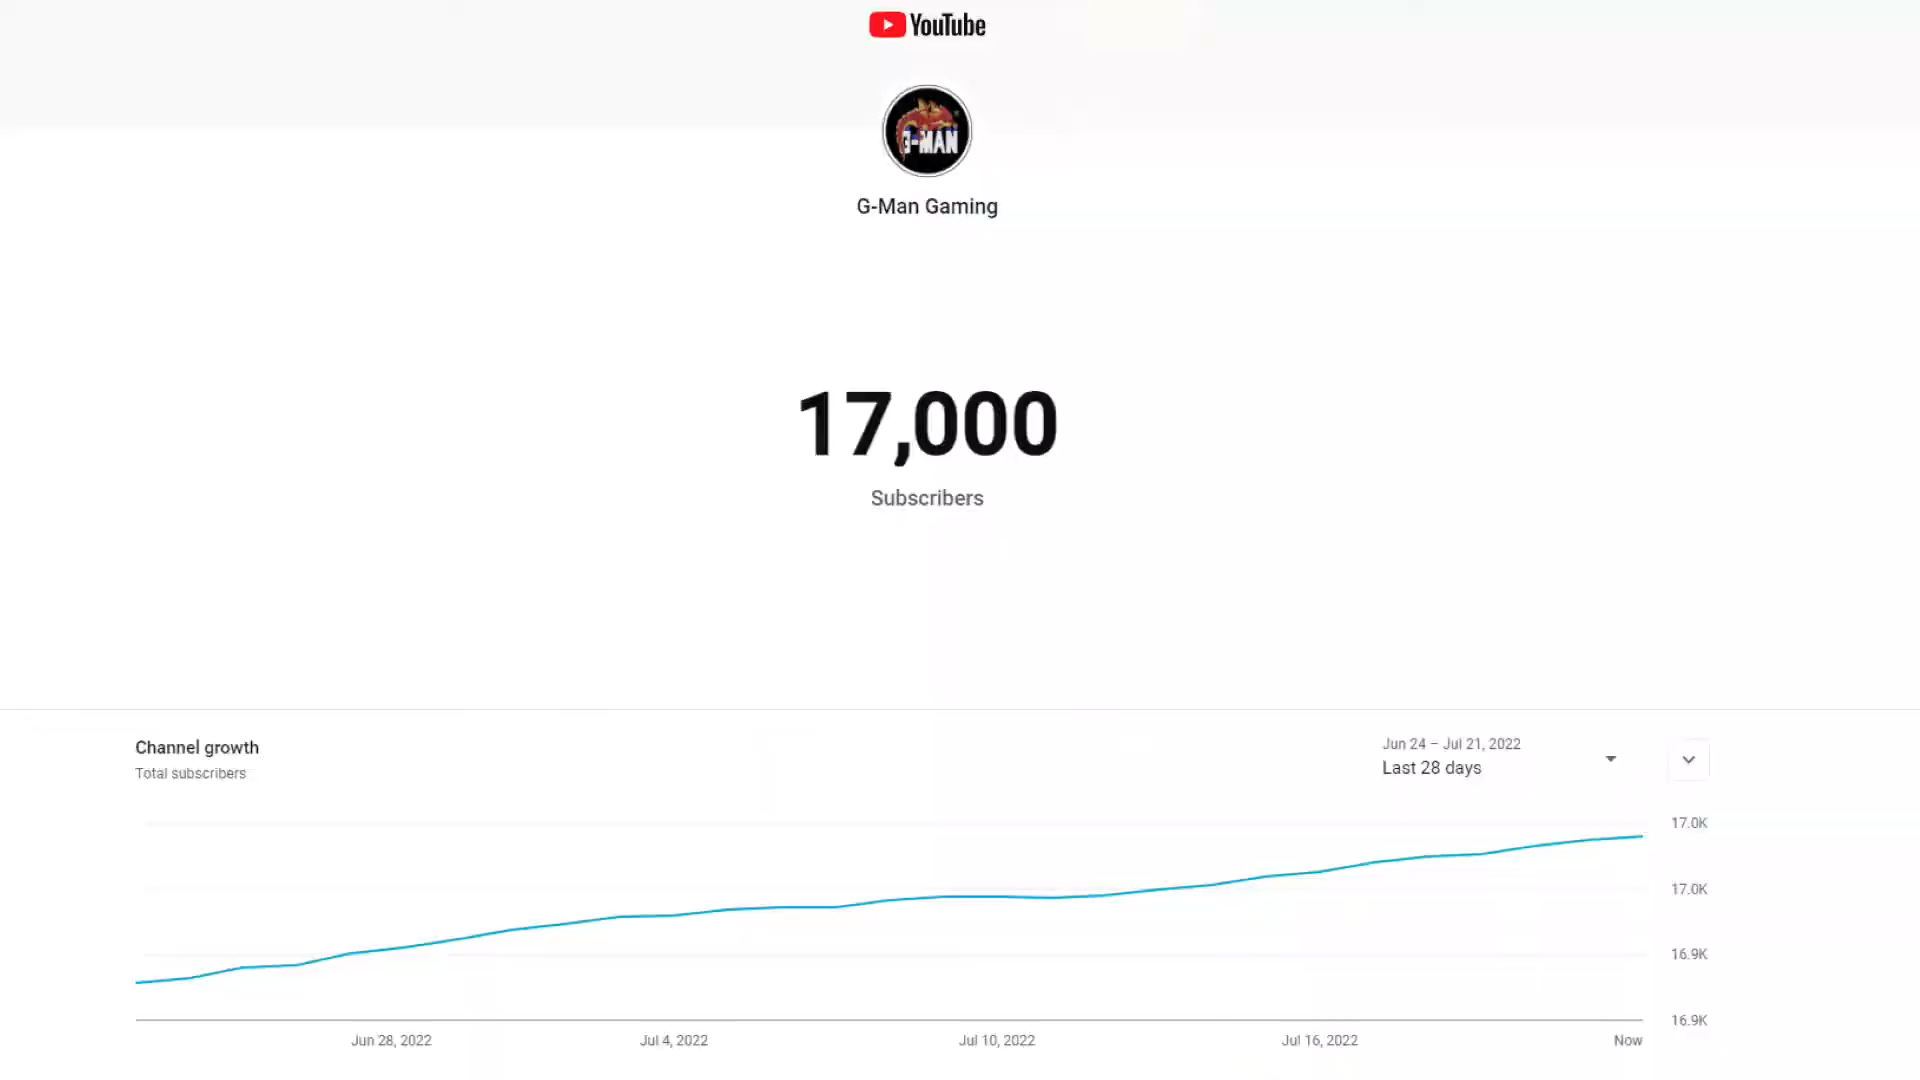 YouTube
G-MAN
G-Man Gaming
17,000
Subscribers
Channel growth
Total subscribers
Jun 24 – Jul 21, 2022
Last 28 days
17.0K
17.0K
16.9K
16.9K
Jun 28, 2022
Jul 4, 2022
Jul 10, 2022
Jul 16, 2022
Now